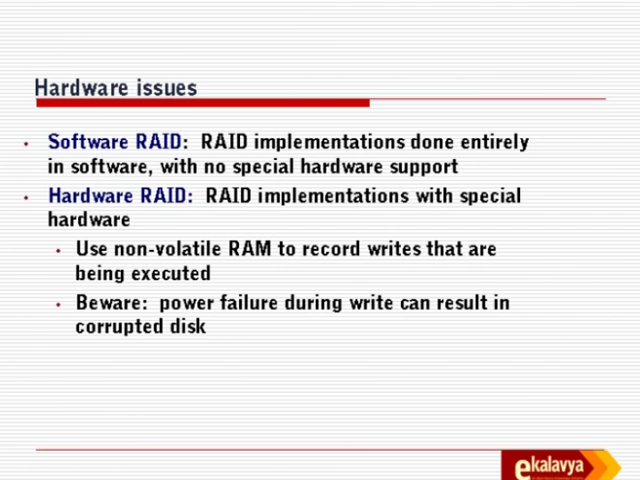 Hardware issues
• Software RAID: RAID implementations done entirely
in software, with no special hardware support
• Hardware RAID: RAID implementations with special
hardware
• Use non-volatile RAM to record writes that are
being executed
• Beware: power failure during write can result in
corrupted disk
ekalavya